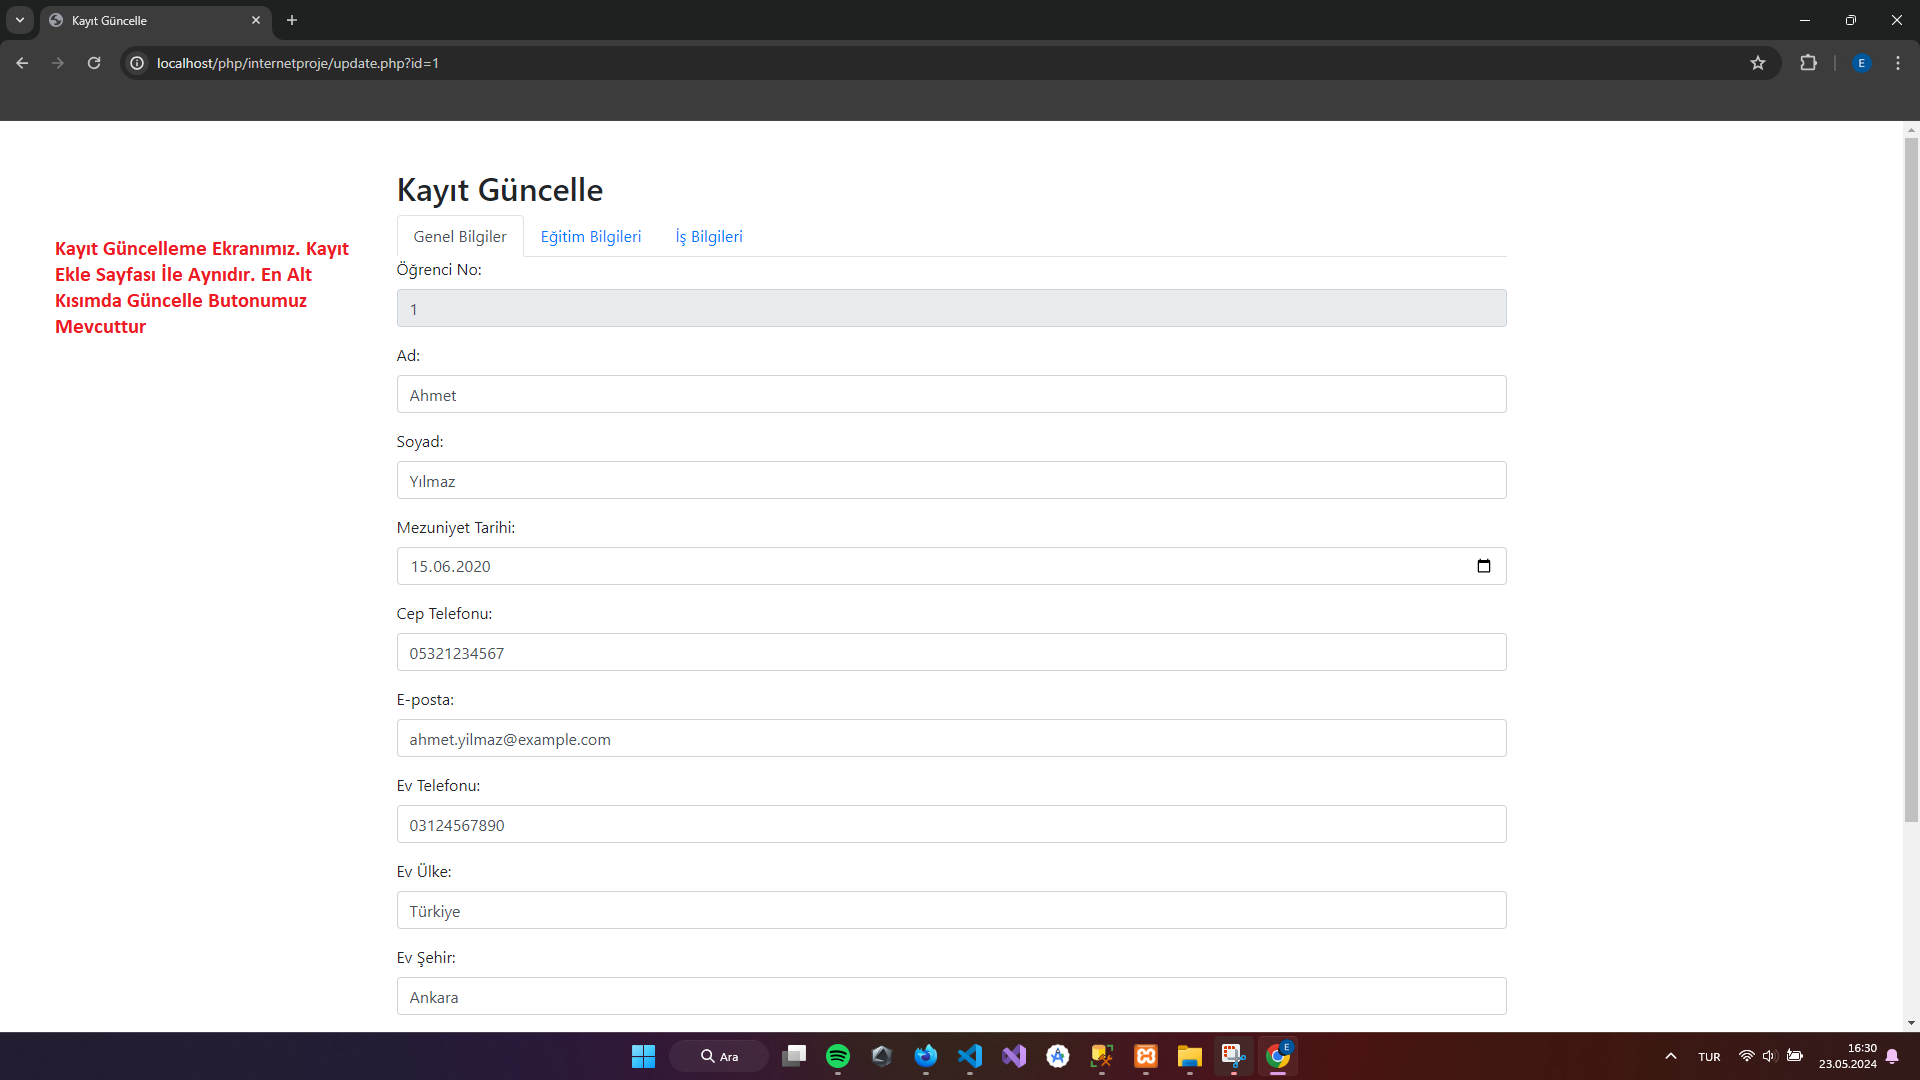 Kayıt Güncelle
localhost/php/internetproje/update.php?id=1
E
Kayıt Güncelle
Genel Bilgiler
Eğitim Bilgileri
İş Bilgileri
Kayıt Güncelleme Ekranımız. Kayıt
Ekle Sayfası İle Aynıdır. En Alt
Kısımda Güncelle Butonumuz
Mevcuttur
Öğrenci No:
1
Ad:
Ahmet
Soyad:
Yılmaz
Mezuniyet Tarihi:
15.06.2020
Cep Telefonu:
05321234567
E-posta:
ahmet.yilmaz@example.com
Ev Telefonu:
03124567890
Ev Ülke:
Türkiye
Ev Şehir:
Ankara
Ara
E
TUR
16:30
23.05.2024